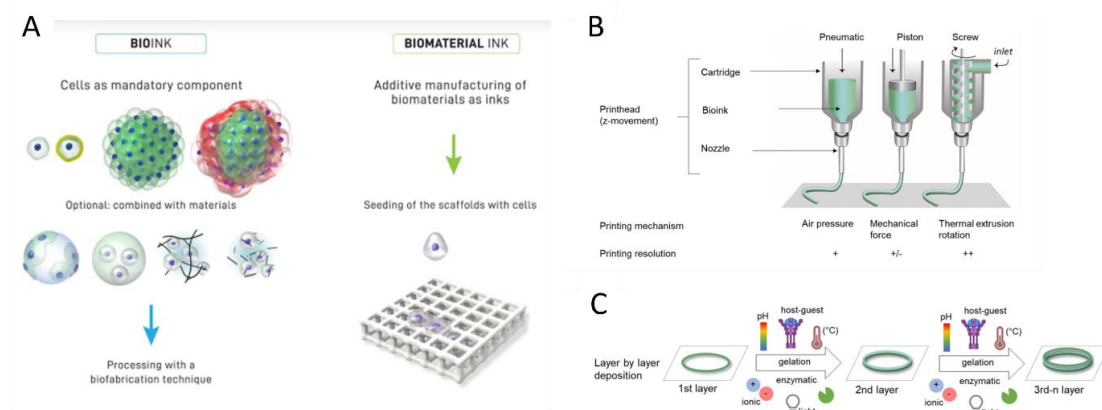 A
BIOINK
Cells as mandatory component
Optional: combined with materials
Processing with a
biofabrication technique
BIOMATERIAL INK
Additive manufacturing of
biomaterials as inks
Seeding of the scaffolds with cells
B
Pneumatic
Piston
Screw
inlet
Printhead
(z-movement)
Cartridge
Bioink
Nozzle
Printing mechanism
Air pressure
Mechanical
force
Thermal extrusion
rotation
Printing resolution
+
+/-
++
C
Layer by layer
deposition
1st layer
pH
host-guest
(°C)
gelation
enzymatic
+
-
ionic
2nd layer
pH
host-guest
(°C)
gelation
enzymatic
+
-
ionic
3rd-n layer